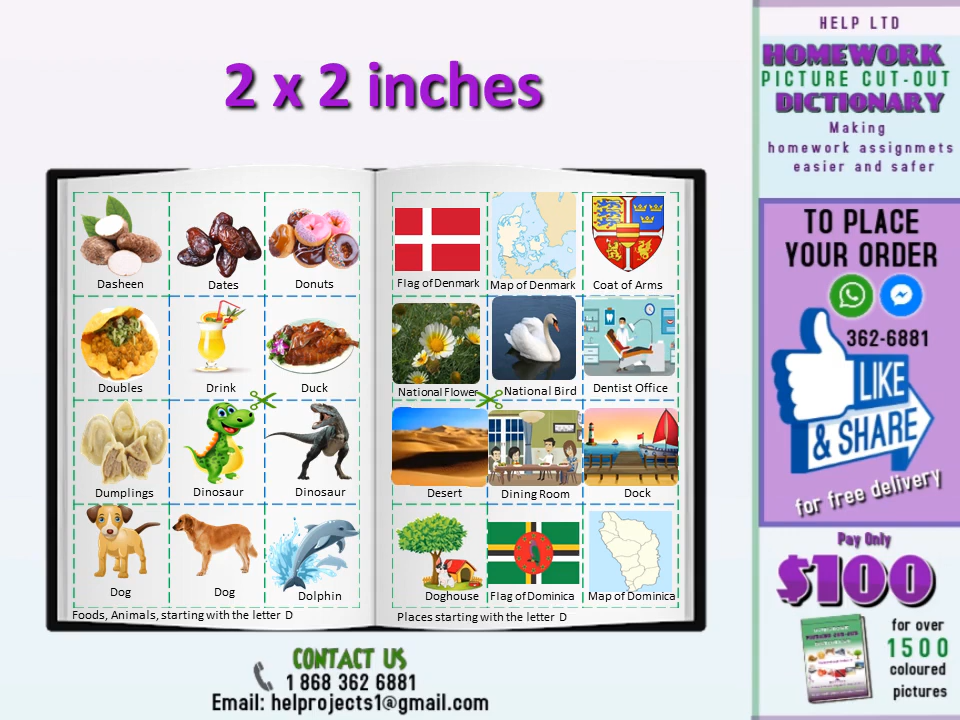 2 x 2 inches
Dasheen
Dates
Donuts
Doubles
Drink
Duck
Dumplings
Dinosaur
Dinosaur
Dog
Dog
Dolphin
Foods, Animals, starting with the letter D
Flag of Denmark
Map of Denmark
Coat of Arms
National Flower
National Bird
Dentist Office
Desert
Dining Room
Dock
Doghouse
Flag of Dominica
Map of Dominica
Places starting with the letter D
CONTACT US
1 868 362 6881
Email: helprojects1@gmail.com
HELP LTD
HOMEWORK
PICTURE CUT-OUT
DICTIONARY
Making
homework assignmets
easier and safer
TO PLACE
YOUR ORDER
362-6881
LIKE
& SHARE
for free delivery
Pay Only
$100
for over
1500
coloured
pictures